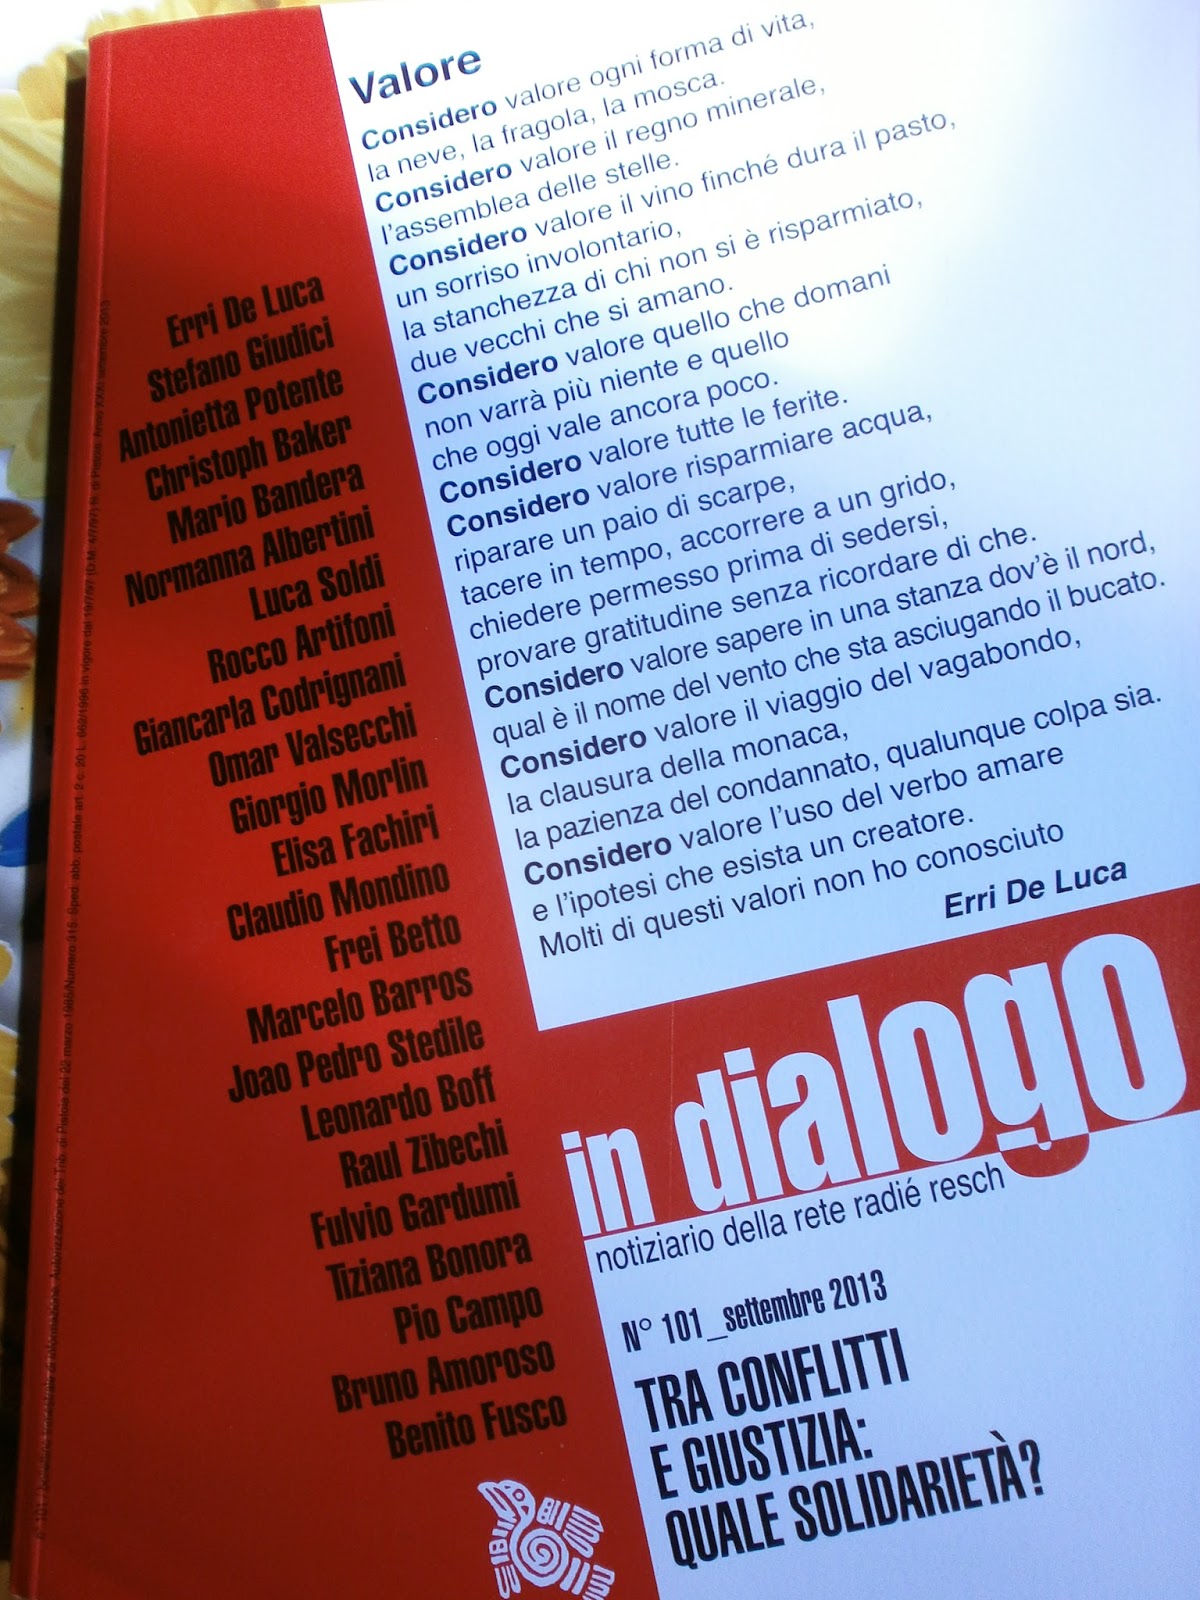 Valore
Considero valore ogni forma di vita,
la neve, la fragola, la mosca.
Considero valore il regno minerale,
l'assemblea delle stelle.
Considero valore il vino finché dura il pasto,
un sorriso involontario,
la stanchezza di chi non si è risparmiato,
due vecchi che si amano.
Considero valore quello che domani
non varrà più niente e quello
che oggi vale ancora poco.
Considero valore tutte le ferite.
Considero valore risparmiare acqua,
riparare un paio di scarpe,
tacere in tempo, accorrere a un grido,
chiedere permesso prima di sedersi,
provare gratitudine senza ricordare di che.
Considero valore sapere in una stanza dov'è il nord,
qual è il nome del vento che sta asciugando il bucato.
Considero valore il viaggio del vagabondo,
la clausura della monaca,
la pazienza del condannato, qualunque colpa sia.
Considero valore l'uso del verbo amare
e l'ipotesi che esista un creatore.
Molti di questi valori non ho conosciuto
Erri De Luca
Erri De Luca
Stefano Giudici
Antonietta Potente
Christoph Baker
Mario Bandera
Normanna Albertini
Luca Soldi
Rocco Artifoni
Giancarla Codrignani
Omar Valsecchi
Giorgio Morlin
Elisa Fachiri
Claudio Mondino
Frei Betto
Marcelo Barros
Joao Pedro Stedile
Leonardo Boff
Raul Zibechi
Fulvio Gardumi
Tiziana Bonora
Pio Campo
Bruno Amoroso
Benito Fusco
in dialogo
notiziario della rete radié resch
N° 101_settembre 2013
TRA CONFLITTI
E GIUSTIZIA:
QUALE SOLIDARIETÀ?